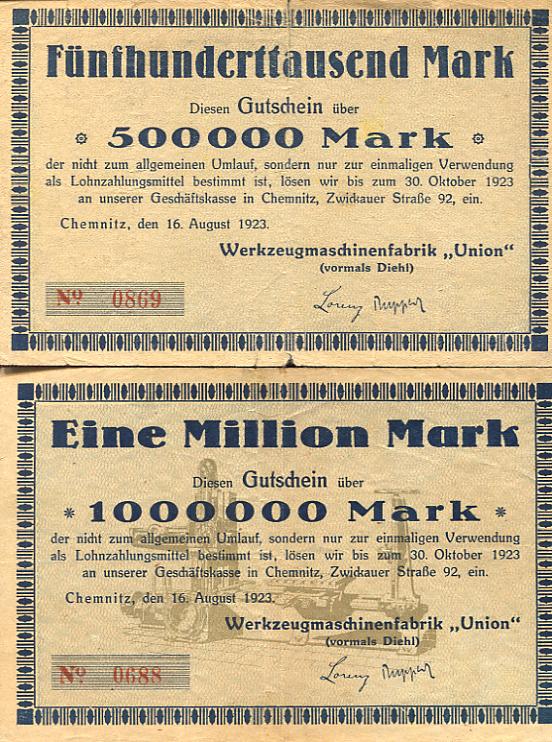 Fünfhunderttausend Mark
Diesen Gutschein über
500000 Mark
der nicht zum allgemeinen Umlauf, sondern nur zur einmaligen Verwendung
als Lohnzahlungsmittel bestimmt ist, lösen wir bis zum 30. Oktober 1923
an unserer Geschäftskasse in Chemnitz, Zwickauer Straße 92, ein.
Chemnitz, den 16. August 1923.
Werkzeugmaschinenfabrik „Union“
(vormals Diehl)
No 0869
Lorenz Ruppert
Eine Million Mark
Diesen Gutschein über
* 1000000 Mark *
der nicht zum allgemeinen Umlauf, sondern nur zur einmaligen Verwendung
als Lohnzahlungsmittel bestimmt ist, lösen wir bis zum 30. Oktober 1923
an unserer Geschäftskasse in Chemnitz, Zwickauer Straße 92, ein.
Chemnitz, den 16. August 1923.
Werkzeugmaschinenfabrik „Union“
(vormals Diehl)
No 0688
Lorenz Ruppert